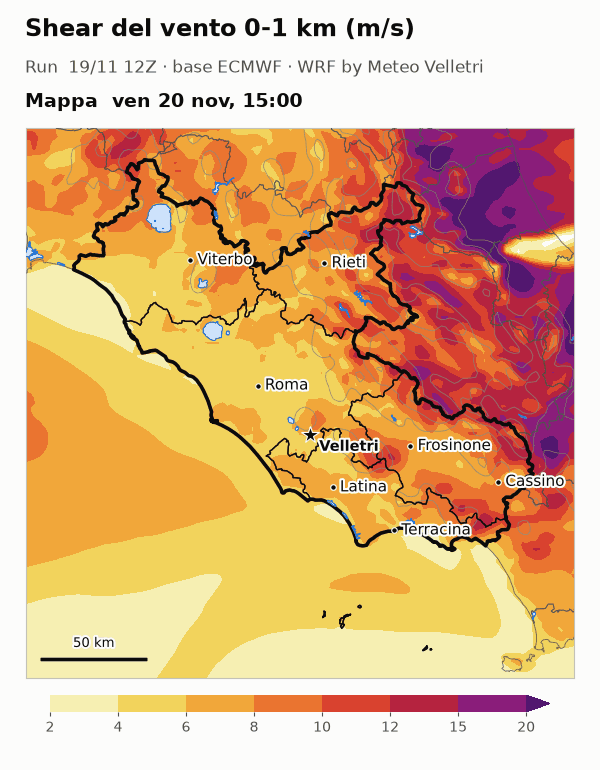 Shear del vento 0-1 km (m/s)
Run 19/11 12Z · base ECMWF · WRF by Meteo Velletri
Mappa ven 20 nov, 15:00
Viterbo
Rieti
Roma
Velletri
Frosinone
Cassino
Latina
Terracina
50 km
2 4 6 8 10 12 15 20